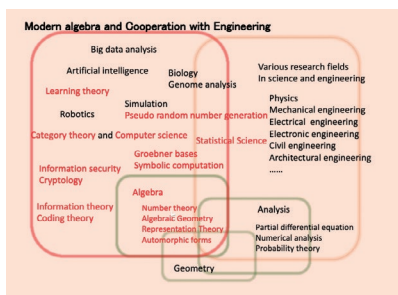 Modern algebra and Cooperation with Engineering
Big data analysis
Artificial intelligence
Biology
Genome analysis
Learning theory
Simulation
Robotics
Pseudo random number generation
Category theory and Computer science
Statistical Science
Groebner bases
Symbolic computation
Information security
Cryptology
Information theory
Coding theory
Algebra
Number theory
Algebraic Geometry
Representation Theory
Automorphic forms
Various research fields
In science and engineering
Physics
Mechanical engineering
Electrical engineering
Electronic engineering
Civil engineering
Architectural engineering
......
Analysis
Partial differential equation
Numerical analysis
Probability theory
Geometry